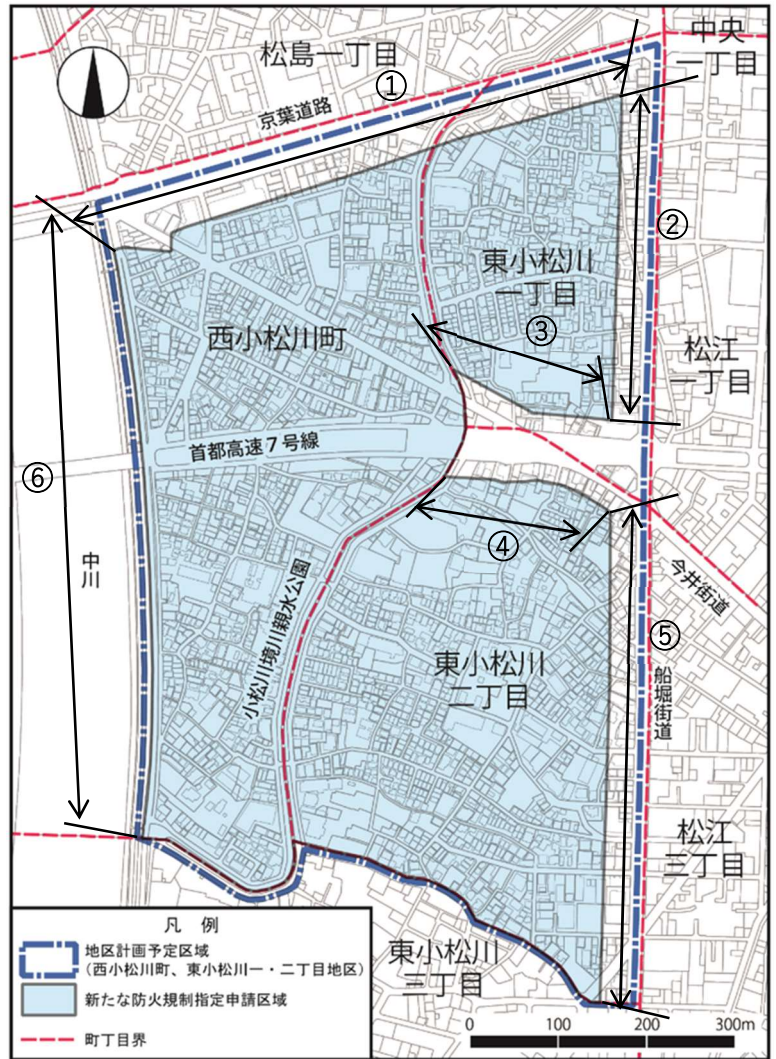 中央
一丁目
松島一丁目
①
京葉道路
②
東小松川
一丁目
③
西小松川町
松江
一丁目
首都高速7号線
⑥
④
中川
今井街道
小松川境川親水公園
⑤
東小松川
二丁目
船堀街道
松江
三丁目
東小松川
三丁目
凡 例
地区計画予定区域
(西小松川町、東小松川一・二丁目地区)
新たな防火規制指定申請区域
町丁目界
0 100 200 300m